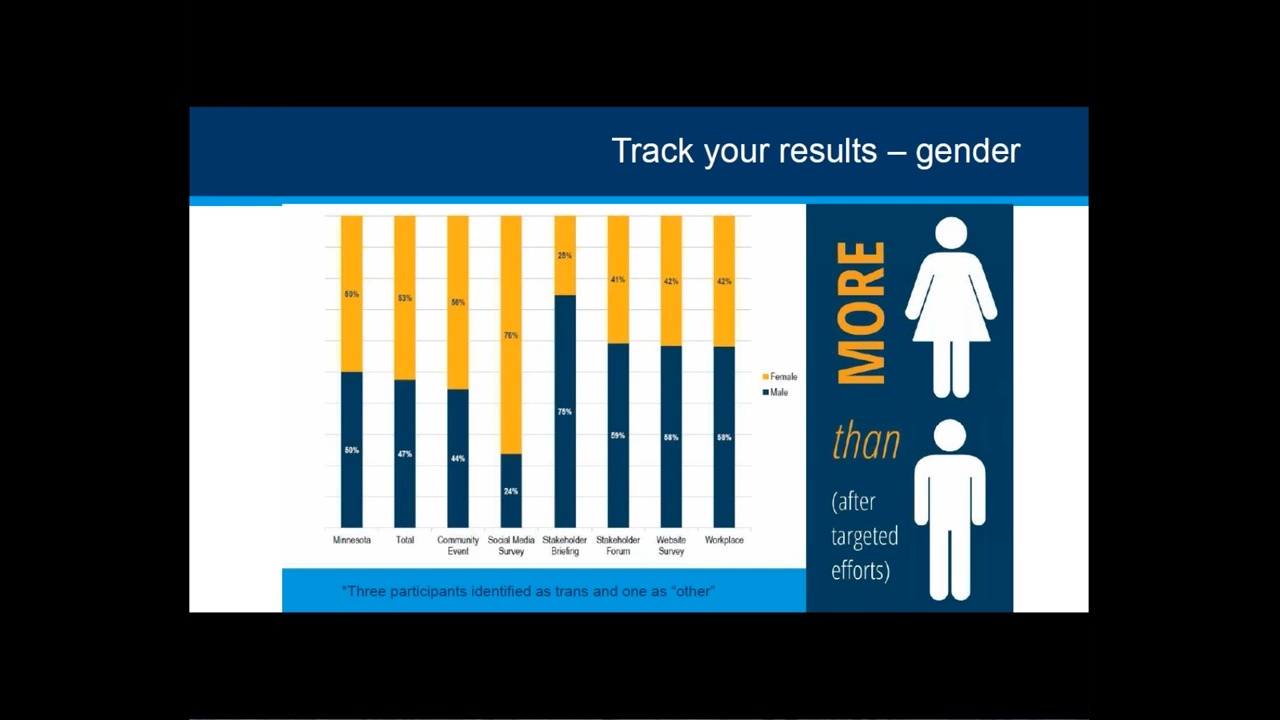 Track your results – gender
50%
53%
56%
76%
25%
41%
42%
42%
50%
47%
44%
24%
75%
59%
58%
58%
Female
Male
Minnesota
Total
Community
Event
Social Media
Survey
Stakeholder
Briefing
Stakeholder
Forum
Website
Survey
Workplace
*Three participants identified as trans and one as “other”
MORE
than
(after
targeted
efforts)